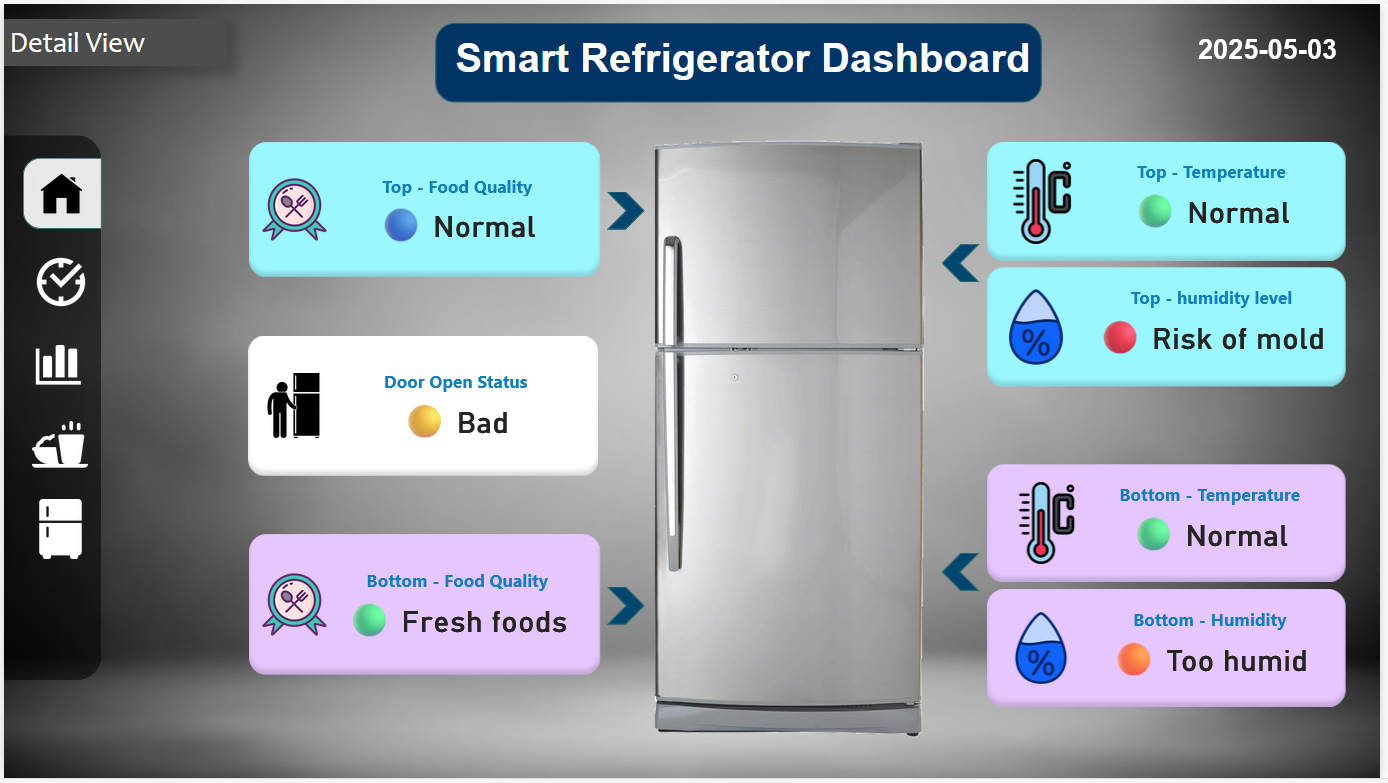 Detail View
Smart Refrigerator Dashboard
2025-05-03
Top - Food Quality
Normal
Door Open Status
Bad
Bottom - Food Quality
Fresh foods
Top - Temperature
Normal
°C
Top - humidity level
Risk of mold
%
Bottom - Temperature
Normal
°C
Bottom - Humidity
Too humid
%